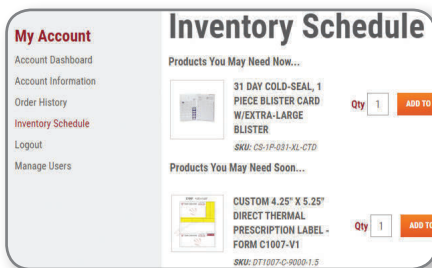 My Account
Account Dashboard
Account Information
Order History
Inventory Schedule
Logout
Manage Users
Inventory Schedule
Products You May Need Now...
31 DAY COLD-SEAL, 1
PIECE BLISTER CARD
W/EXTRA-LARGE
BLISTER
SKU: CS-1P-031-XL-CTD
Qty 1 ADD TO
Products You May Need Soon...
CUSTOM 4.25" X 5.25"
DIRECT THERMAL
PRESCRIPTION LABEL -
FORM C1007-V1
SKU: DT1007-C-9000-1.5
Qty 1 ADD TO